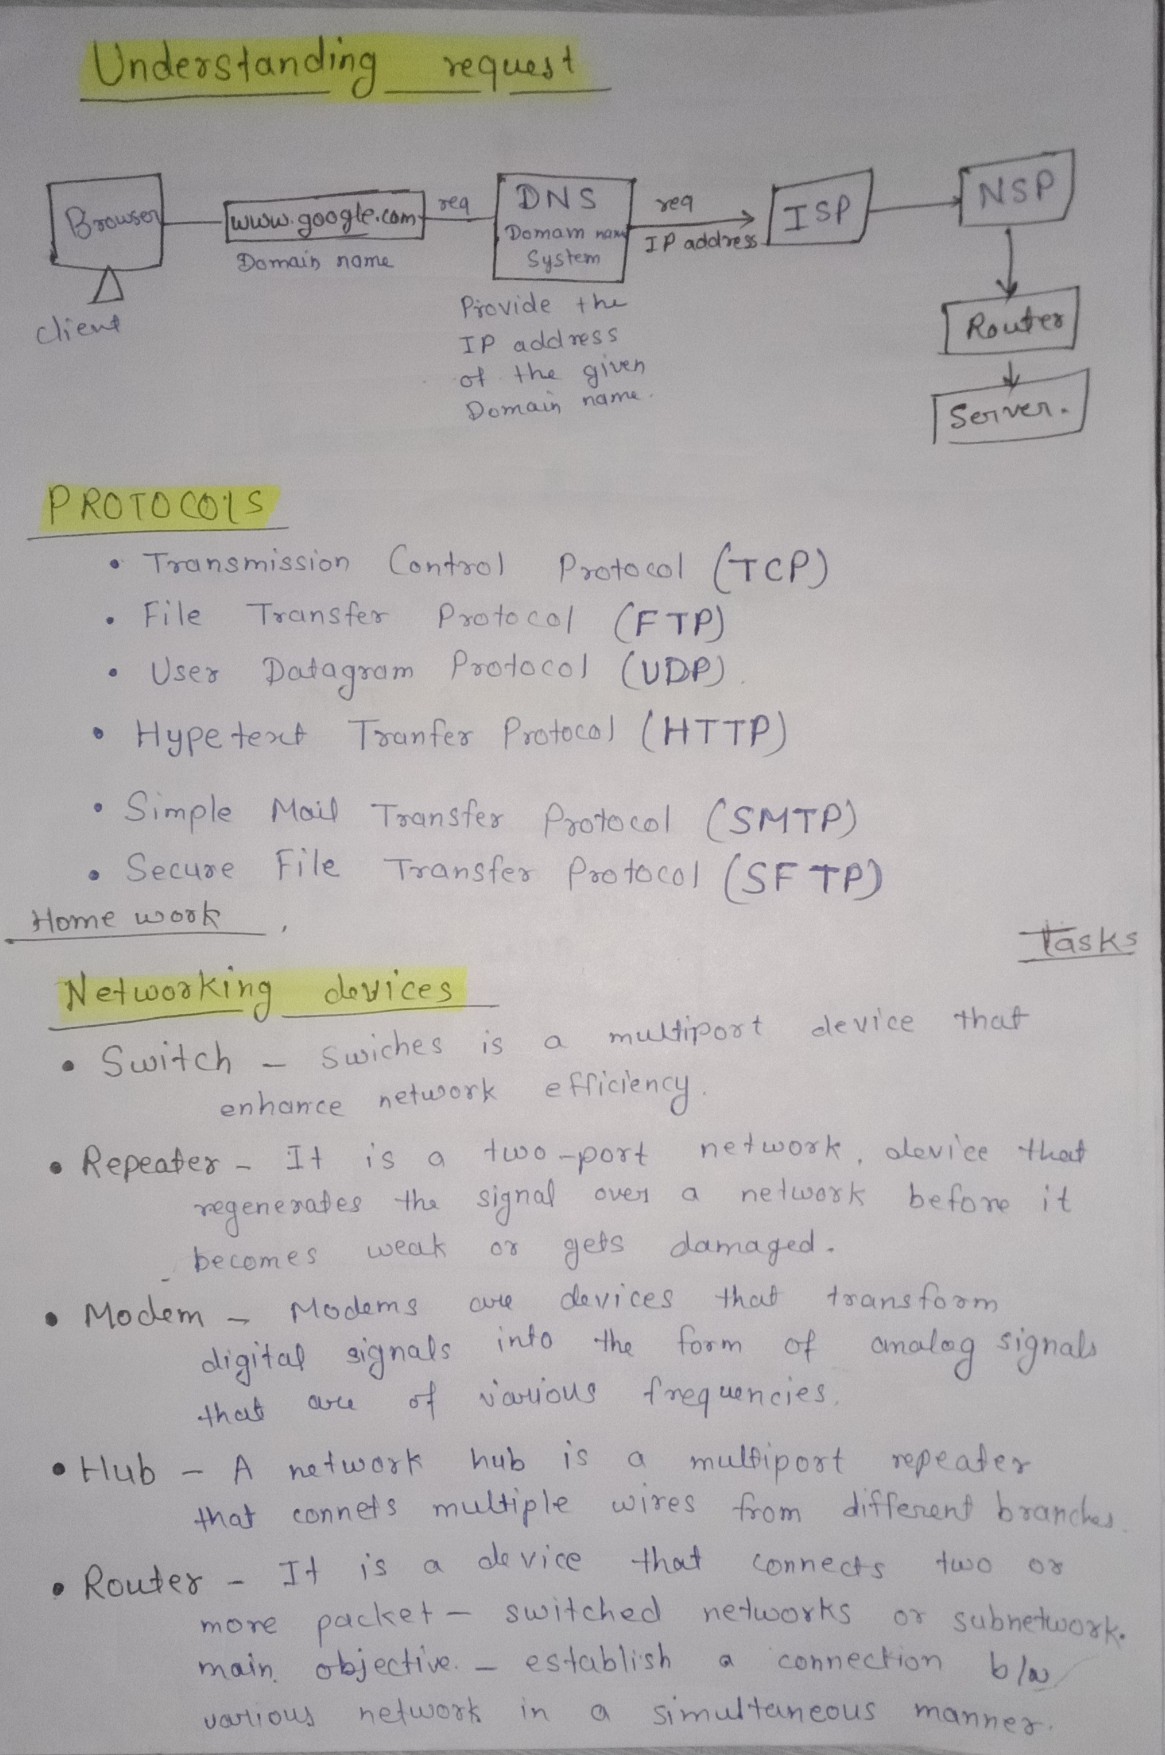 Understanding request
Browser
www.google.com
req
DNS
Domam name
System
req
IP address
ISP
NSP
Domain name
client
Provide the
IP address
of the given
Domain name.
Router
Server.
PROTOCOlS
• Transmission Control Protocol (TCP)
• File Transfer Protocol (FTP)
• User Datagram Protocol (UDP).
• Hypetext Tranfer Protocol (HTTP)
• Simple Mail Transfer Protocol (SMTP)
• Secure File Transfer Protocol (SFTP)
Home work
Tasks
Networking devices
• Switch - Swiches is a multiport device that
enhance network efficiency.
• Repeater - It is a two-port network, device that
regenerates the signal over a network before it
becomes weak or gets damaged.
• Modem - Modems are devices that transform
digital signals into the form of analog signals
that are of various frequencies.
• Hub - A network hub is a multiport repeater
that connets multiple wires from different branches.
• Router - It is a device that connects two or
more packet - switched networks or subnetwork.
main objective. - establish a connection b/w
various network in a simultaneous manner.